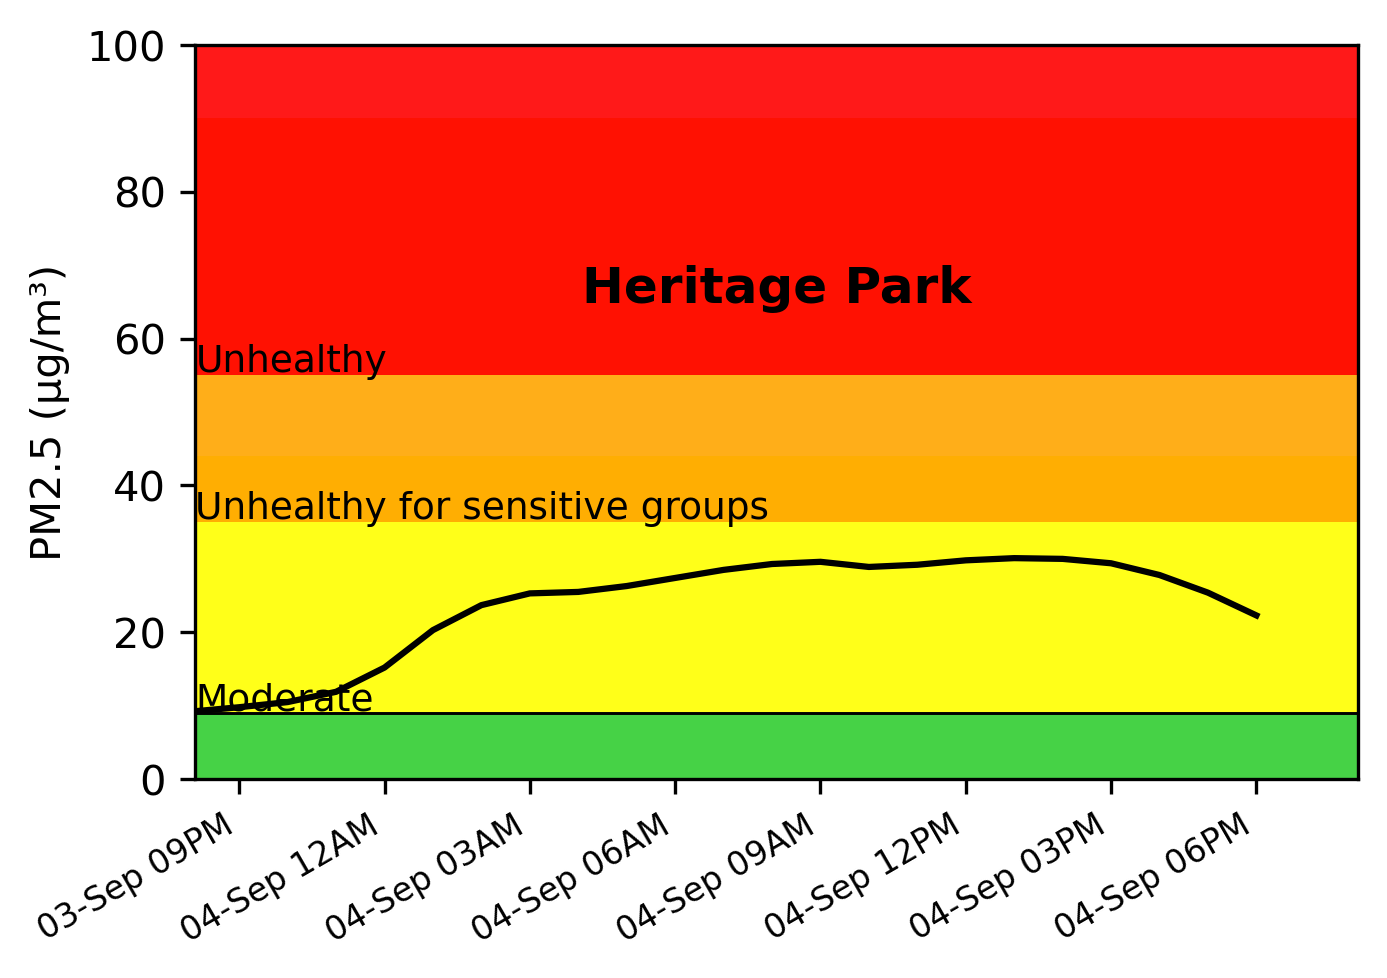 100
80
60
40
20
0
PM2.5 (µg/m³)
Heritage Park
Unhealthy
Unhealthy for sensitive groups
Moderate
03-Sep 09PM
04-Sep 12AM
04-Sep 03AM
04-Sep 06AM
04-Sep 09AM
04-Sep 12PM
04-Sep 03PM
04-Sep 06PM